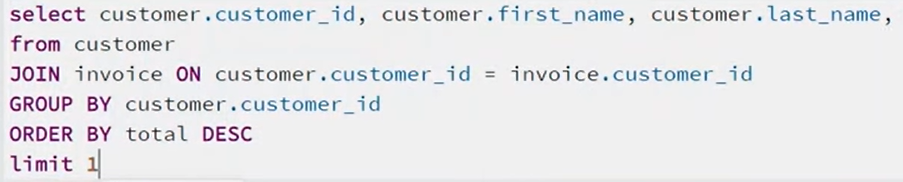 select customer.customer_id, customer.first_name, customer.last_name,
from customer
JOIN invoice ON customer.customer_id = invoice.customer_id
GROUP BY customer.customer_id
ORDER BY total DESC
limit 1